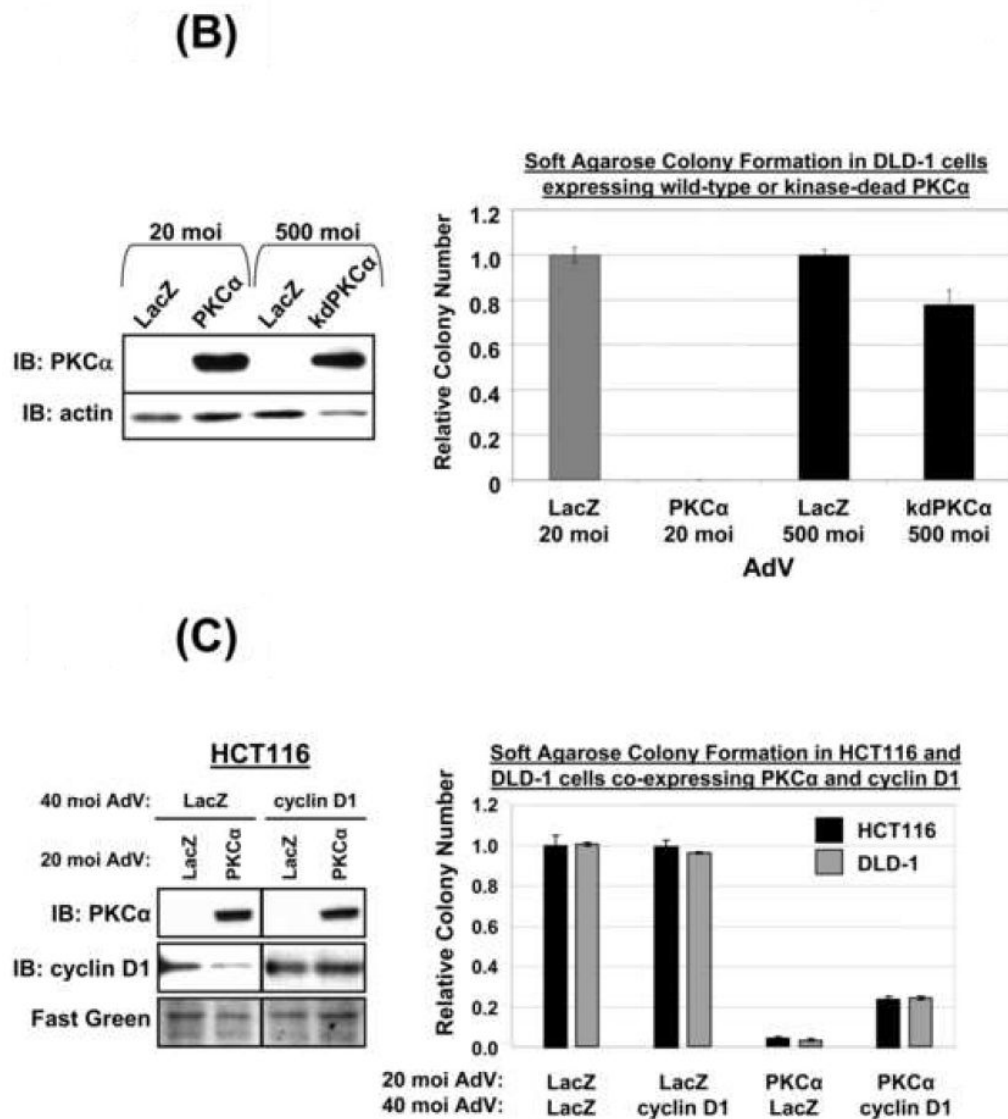 (B)
20 moi 500 moi
LacZ PKCα LacZ kdPKCα
IB: PKCα
IB: actin
Soft Agarose Colony Formation in DLD-1 cells
expressing wild-type or kinase-dead PKCα
Relative Colony Number
1.2
1.0
0.8
0.6
0.4
0.2
0
LacZ PKCα LacZ kdPKCα
20 moi 20 moi 500 moi 500 moi
AdV
(C)
HCT116
40 moi AdV: LacZ cyclin D1
20 moi AdV: LacZ PKCα LacZ PKCα
IB: PKCα
IB: cyclin D1
Fast Green
Soft Agarose Colony Formation in HCT116 and
DLD-1 cells co-expressing PKCα and cyclin D1
Relative Colony Number
1.2
1.0
0.8
0.6
0.4
0.2
0.0
HCT116
DLD-1
20 moi AdV: LacZ LacZ PKCα PKCα
40 moi AdV: LacZ cyclin D1 LacZ cyclin D1